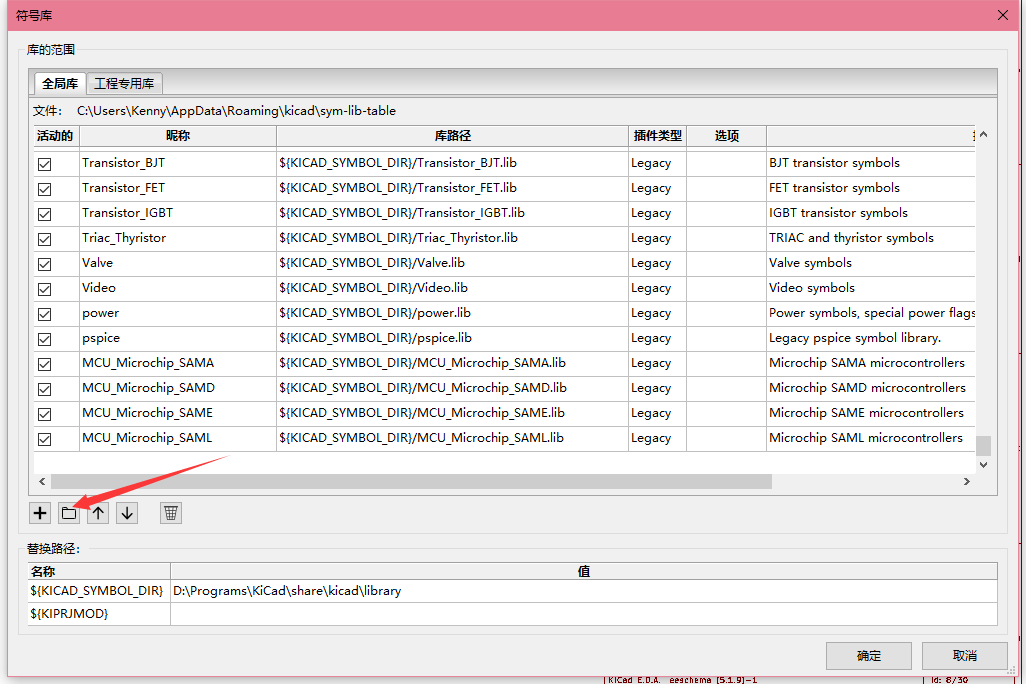 符号库
库的范围
全局库 工程专用库
文件: C:\Users\Kenny\AppData\Roaming\kicad\sym-lib-table
活动的 昵称 库路径 插件类型 选项
Transistor_BJT ${KICAD_SYMBOL_DIR}/Transistor_BJT.lib Legacy BJT transistor symbols
Transistor_FET ${KICAD_SYMBOL_DIR}/Transistor_FET.lib Legacy FET transistor symbols
Transistor_IGBT ${KICAD_SYMBOL_DIR}/Transistor_IGBT.lib Legacy IGBT transistor symbols
Triac_Thyristor ${KICAD_SYMBOL_DIR}/Triac_Thyristor.lib Legacy TRIAC and thyristor symbols
Valve ${KICAD_SYMBOL_DIR}/Valve.lib Legacy Valve symbols
Video ${KICAD_SYMBOL_DIR}/Video.lib Legacy Video symbols
power ${KICAD_SYMBOL_DIR}/power.lib Legacy Power symbols, special power flags
pspice ${KICAD_SYMBOL_DIR}/pspice.lib Legacy Legacy pspice symbol library.
MCU_Microchip_SAMA ${KICAD_SYMBOL_DIR}/MCU_Microchip_SAMA.lib Legacy Microchip SAMA microcontrollers
MCU_Microchip_SAMD ${KICAD_SYMBOL_DIR}/MCU_Microchip_SAMD.lib Legacy Microchip SAMD microcontrollers
MCU_Microchip_SAME ${KICAD_SYMBOL_DIR}/MCU_Microchip_SAME.lib Legacy Microchip SAME microcontrollers
MCU_Microchip_SAML ${KICAD_SYMBOL_DIR}/MCU_Microchip_SAML.lib Legacy Microchip SAML microcontrollers
替换路径:
名称 值
${KICAD_SYMBOL_DIR} D:\Programs\KiCad\share\kicad\library
${KIPRJMOD}
确定 取消
KiCad E.D.A. eeschema (5.1.9)-1 Id: 8/30